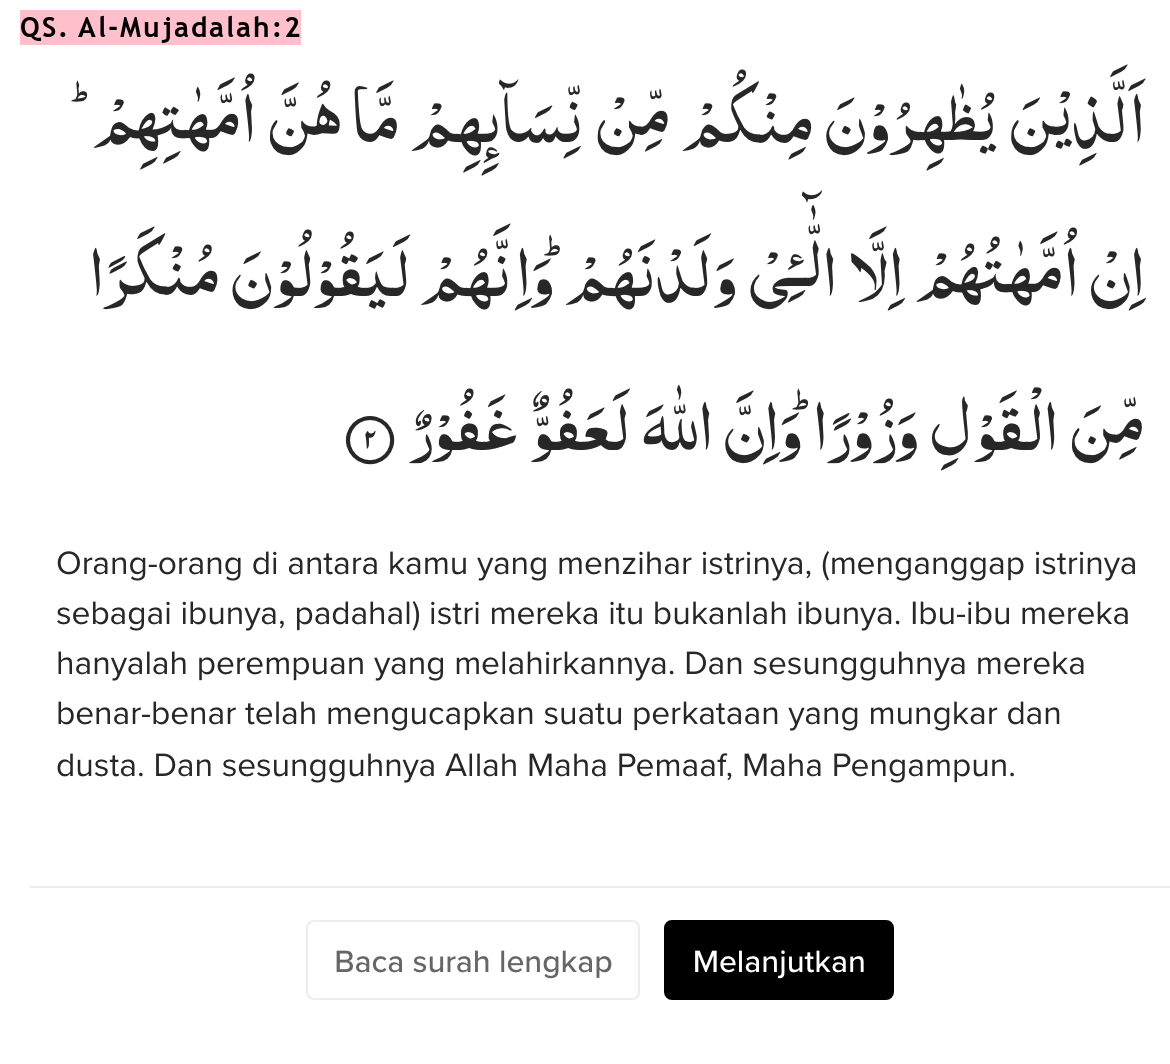 QS. Al-Mujadalah:2
اَلَّذِيْنَ يُظٰهِرُوْنَ مِنْكُمْ مِّنْ نِّسَاۤىِٕهِمْ مَّا هُنَّ اُمَّهٰتِهِمْۗ
اِنْ اُمَّهٰتُهُمْ اِلَّا الّٰۤـِٔيْ وَلَدْنَهُمْۗ وَاِنَّهُمْ لَيَقُوْلُوْنَ مُنْكَرًا
مِّنَ الْقَوْلِ وَزُوْرًاۗ وَاِنَّ اللّٰهَ لَعَفُوٌّ غَفُوْرٌ ٢
Orang-orang di antara kamu yang menzihar istrinya, (menganggap istrinya
sebagai ibunya, padahal) istri mereka itu bukanlah ibunya. Ibu-ibu mereka
hanyalah perempuan yang melahirkannya. Dan sesungguhnya mereka
benar-benar telah mengucapkan suatu perkataan yang mungkar dan
dusta. Dan sesungguhnya Allah Maha Pemaaf, Maha Pengampun.
Baca surah lengkap
Melanjutkan